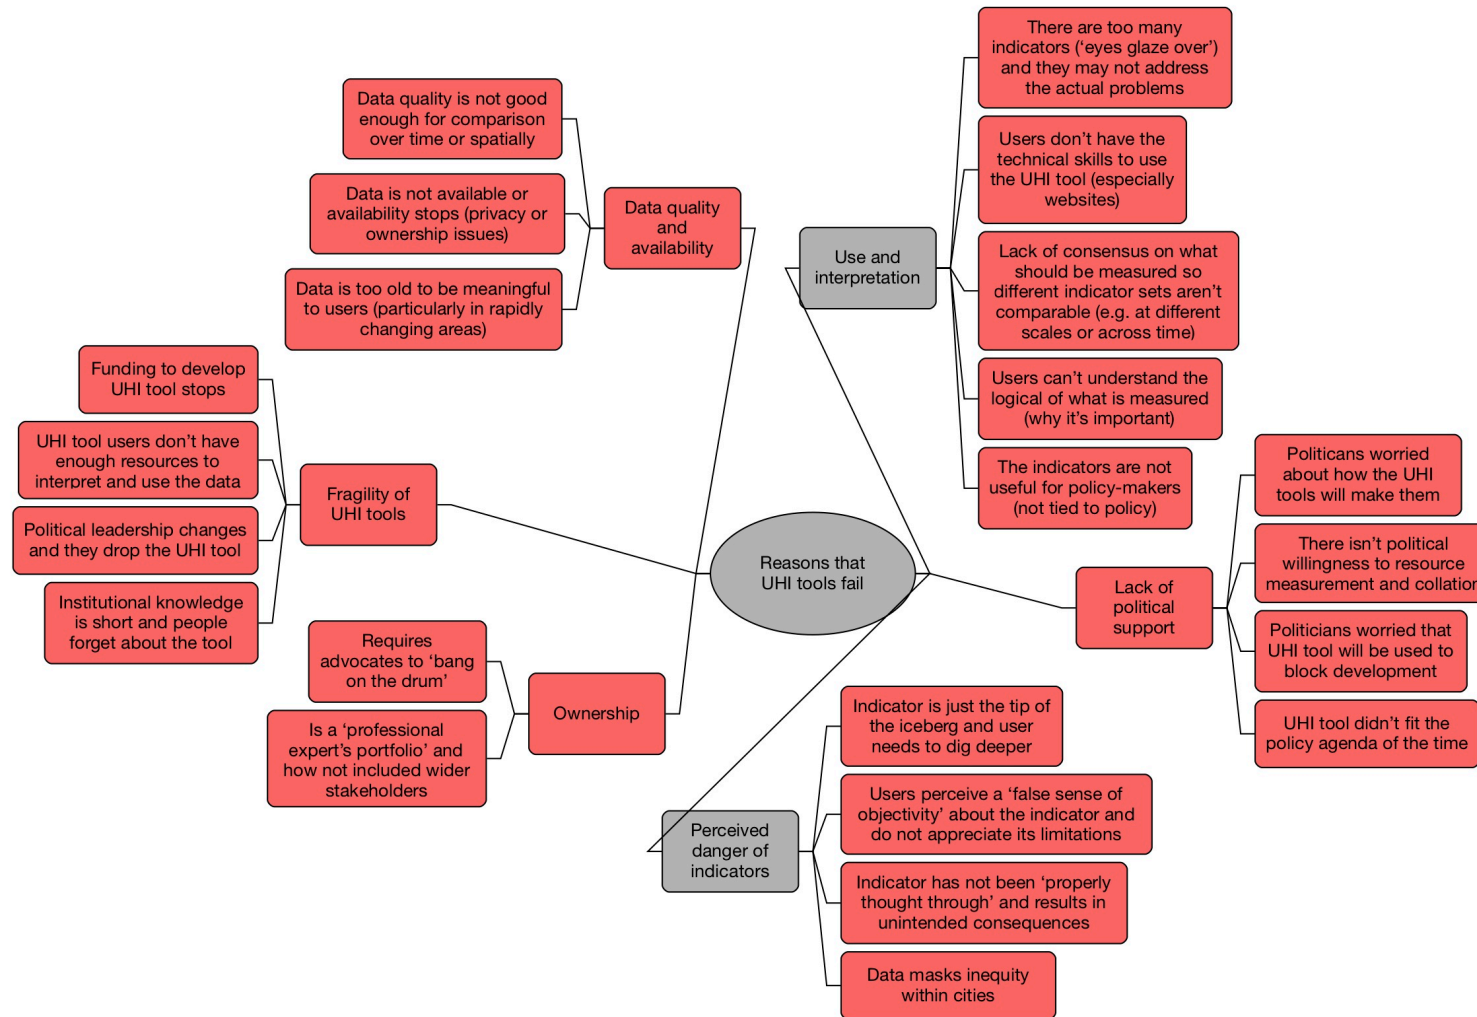 There are too many
indicators (‘eyes glaze over’)
and they may not address
the actual problems
Data quality is not good
enough for comparison
over time or spatially
Users don’t have the
technical skills to use
the UHI tool (especially
websites)
Data is not available or
availability stops (privacy or
ownership issues)
Data quality
and
availability
Use and
interpretation
Lack of consensus on what
should be measured so
different indicator sets aren’t
comparable (e.g. at different
scales or across time)
Data is too old to be meaningful
to users (particularly in rapidly
changing areas)
Funding to develop
UHI tool stops
Users can’t understand the
logical of what is measured
(why it’s important)
UHI tool users don’t have
enough resources to
interpret and use the data
Fragility of
UHI tools
The indicators are not
useful for policy-makers
(not tied to policy)
Politicians worried
about how the UHI
tools will make them
Political leadership changes
and they drop the UHI tool
Reasons that
UHI tools fail
There isn’t political
willingness to resource
measurement and collation
Institutional knowledge
is short and people
forget about the tool
Lack of
political
support
Politicians worried that
UHI tool will be used to
block development
Requires
advocates to ‘bang
on the drum’
Ownership
Is a ‘professional
expert’s portfolio’ and
how not included wider
stakeholders
Indicator is just the tip of
the iceberg and user
needs to dig deeper
UHI tool didn’t fit the
policy agenda of the time
Users perceive a ‘false sense of
objectivity’ about the indicator and
do not appreciate its limitations
Perceived
danger of
indicators
Indicator has not been ‘properly
thought through’ and results in
unintended consequences
Data masks inequity
within cities